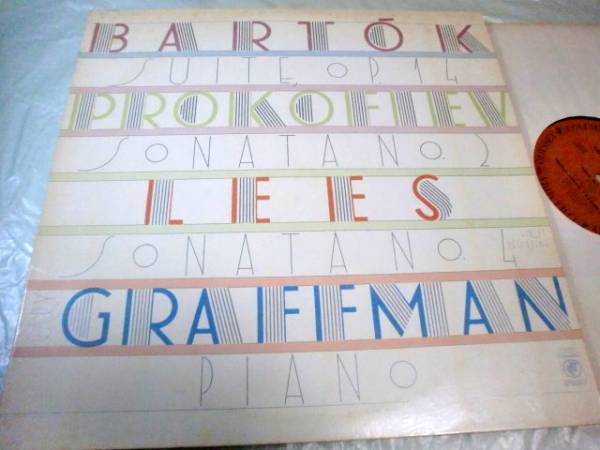 BARTÓK
SUITE, OP. 14
PROKOFIEV
SONATA NO. 2
LEES
SONATA NO. 4
GRAFFMAN
PIANO